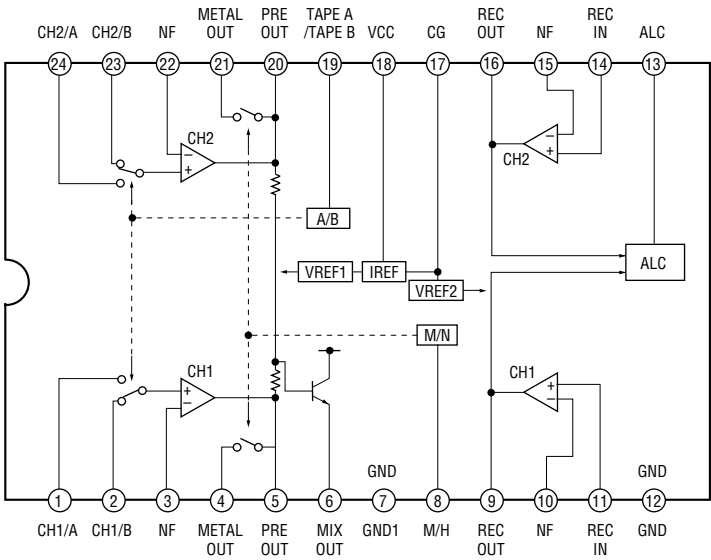 METAL PRE TAPE A REC REC
CH2/A CH2/B NF OUT OUT /TAPE B VCC CG OUT NF IN ALC
24 23 22 21 20 19 18 17 16 15 14 13
CH2
− +
CH2
− +
A/B
VREF1 IREF
VREF2
ALC
M/N
CH1
+ −
CH1
+ −
GND GND
1 2 3 4 5 6 7 8 9 10 11 12
CH1/A CH1/B NF METAL PRE MIX GND1 M/H REC NF REC GND
OUT OUT OUT OUT IN